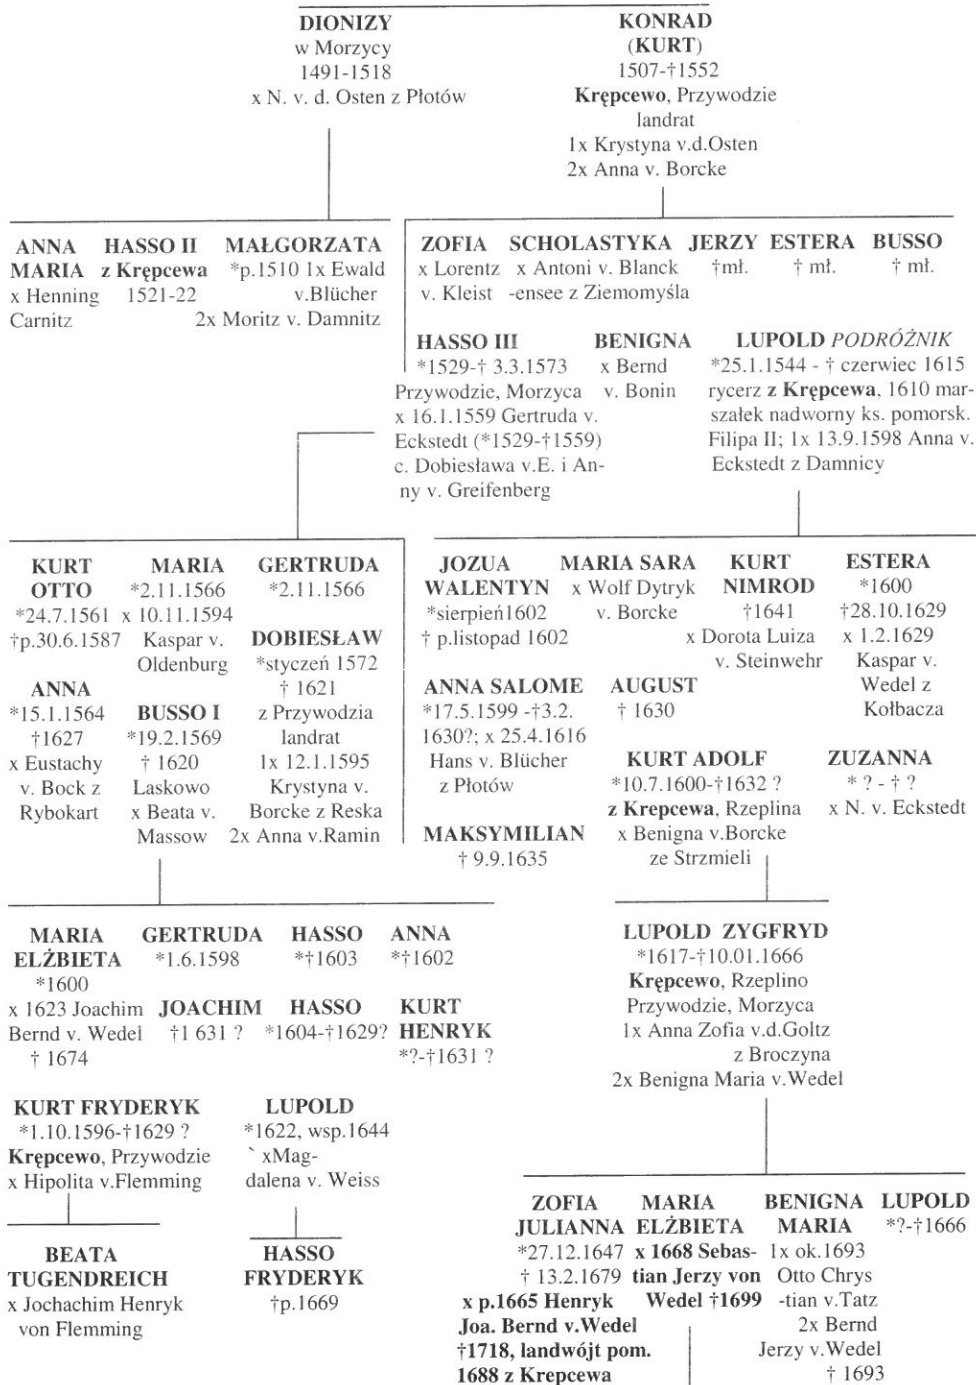 DIONIZY
w Morzycy
1491-1518
x N. v. d. Osten z Płotów
KONRAD
(KURT)
1507-†1552
Krępcewo, Przywodzie
landrat
1x Krystyna v.d.Osten
2x Anna v. Borcke
ANNA
MARIA
x Henning
Carnitz
HASSO II
z Krępcewa
1521-22
MAŁGORZATA
*p.1510 1x Ewald
v.Blücher
2x Moritz v. Damnitz
ZOFIA
x Lorentz
v. Kleist
SCHOLASTYKA
x Antoni v. Blanck
-ensee z Ziemomyśla
JERZY
†mł.
ESTERA
† mł.
BUSSO
† mł.
HASSO III
*1529-† 3.3.1573
Przywodzie, Morzyca
x 16.1.1559 Gertruda v.
Eckstedt (*1529-†1559)
c. Dobiesława v.E. i An-
ny v. Greifenberg
BENIGNA
x Bernd
v. Bonin
LUPOLD PODRÓŻNIK
*25.1.1544 - † czerwiec 1615
rycerz z Krępcewa, 1610 mar-
szałek nadworny ks. pomorsk.
Filipa II; 1x 13.9.1598 Anna v.
Eckstedt z Damnicy
KURT
OTTO
*24.7.1561
†p.30.6.1587
MARIA
*2.11.1566
x 10.11.1594
Kaspar v.
Oldenburg
GERTRUDA
*2.11.1566
DOBIESŁAW
*styczeń 1572
† 1621
z Przywodzia
landrat
1x 12.1.1595
Krystyna v.
Borcke z Reska
2x Anna v.Ramin
ANNA
*15.1.1564
†1627
x Eustachy
v. Bock z
Rybokart
BUSSO I
*19.2.1569
† 1620
Laskowo
x Beata v.
Massow
JOZUA
WALENTYN
*sierpień1602
† p.listopad 1602
MARIA SARA
x Wolf Dytryk
v. Borcke
KURT
NIMROD
†1641
x Dorota Luiza
v. Steinwehr
ESTERA
*1600
†28.10.1629
x 1.2.1629
Kaspar v.
Wedel z
Kołbacza
ANNA SALOME
*17.5.1599 -†3.2.
1630?; x 25.4.1616
Hans v. Blücher
z Płotów
AUGUST
† 1630
KURT ADOLF
*10.7.1600-†1632 ?
z Krepcewa, Rzeplina
x Benigna v.Borcke
ze Strzmieli
ZUZANNA
* ? - † ?
x N. v. Eckstedt
MAKSYMILIAN
† 9.9.1635
MARIA
ELŻBIETA
*1600
x 1623 Joachim
Bernd v. Wedel
† 1674
GERTRUDA
*1.6.1598
HASSO
*†1603
ANNA
*†1602
JOACHIM
†1 631 ?
HASSO
*1604-†1629?
KURT
HENRYK
*?-†1631 ?
LUPOLD ZYGFRYD
*1617-†10.01.1666
Krępcewo, Rzeplino
Przywodzie, Morzyca
1x Anna Zofia v.d.Goltz
z Broczyna
2x Benigna Maria v.Wedel
KURT FRYDERYK
*1.10.1596-†1629 ?
Krępcewo, Przywodzie
x Hipolita v.Flemming
LUPOLD
*1622, wsp.1644
` xMag-
dalena v. Weiss
BEATA
TUGENDREICH
x Jochachim Henryk
von Flemming
HASSO
FRYDERYK
†p.1669
ZOFIA
JULIANNA
*27.12.1647
† 13.2.1679
x p.1665 Henryk
Joa. Bernd v.Wedel
†1718, landwójt pom.
1688 z Krepcewa
MARIA
ELŻBIETA
x 1668 Sebas-
tian Jerzy von
Wedel †1699
BENIGNA
MARIA
1x ok.1693
Otto Chrys
-tian v.Tatz
2x Bernd
Jerzy v.Wedel
† 1693
LUPOLD
*?-†1666